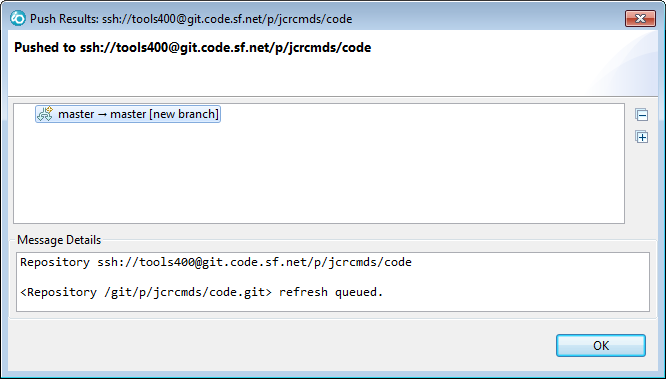 Push Results: ssh://tools400@git.code.sf.net/p/jcrcmds/code
Pushed to ssh://tools400@git.code.sf.net/p/jcrcmds/code
master → master [new branch]
Message Details
Repository ssh://tools400@git.code.sf.net/p/jcrcmds/code
<Repository /git/p/jcrcmds/code.git> refresh queued.
OK